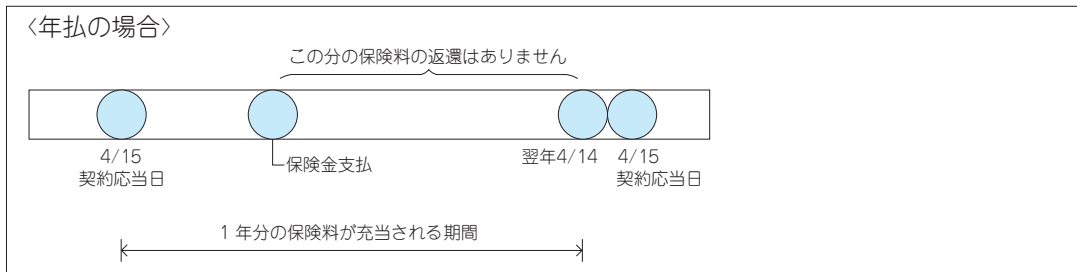 〈年払の場合〉
この分の保険料の返還はありません
4/15
契約応当日
保険金支払
翌年4/14
4/15
契約応当日
1年分の保険料が充当される期間